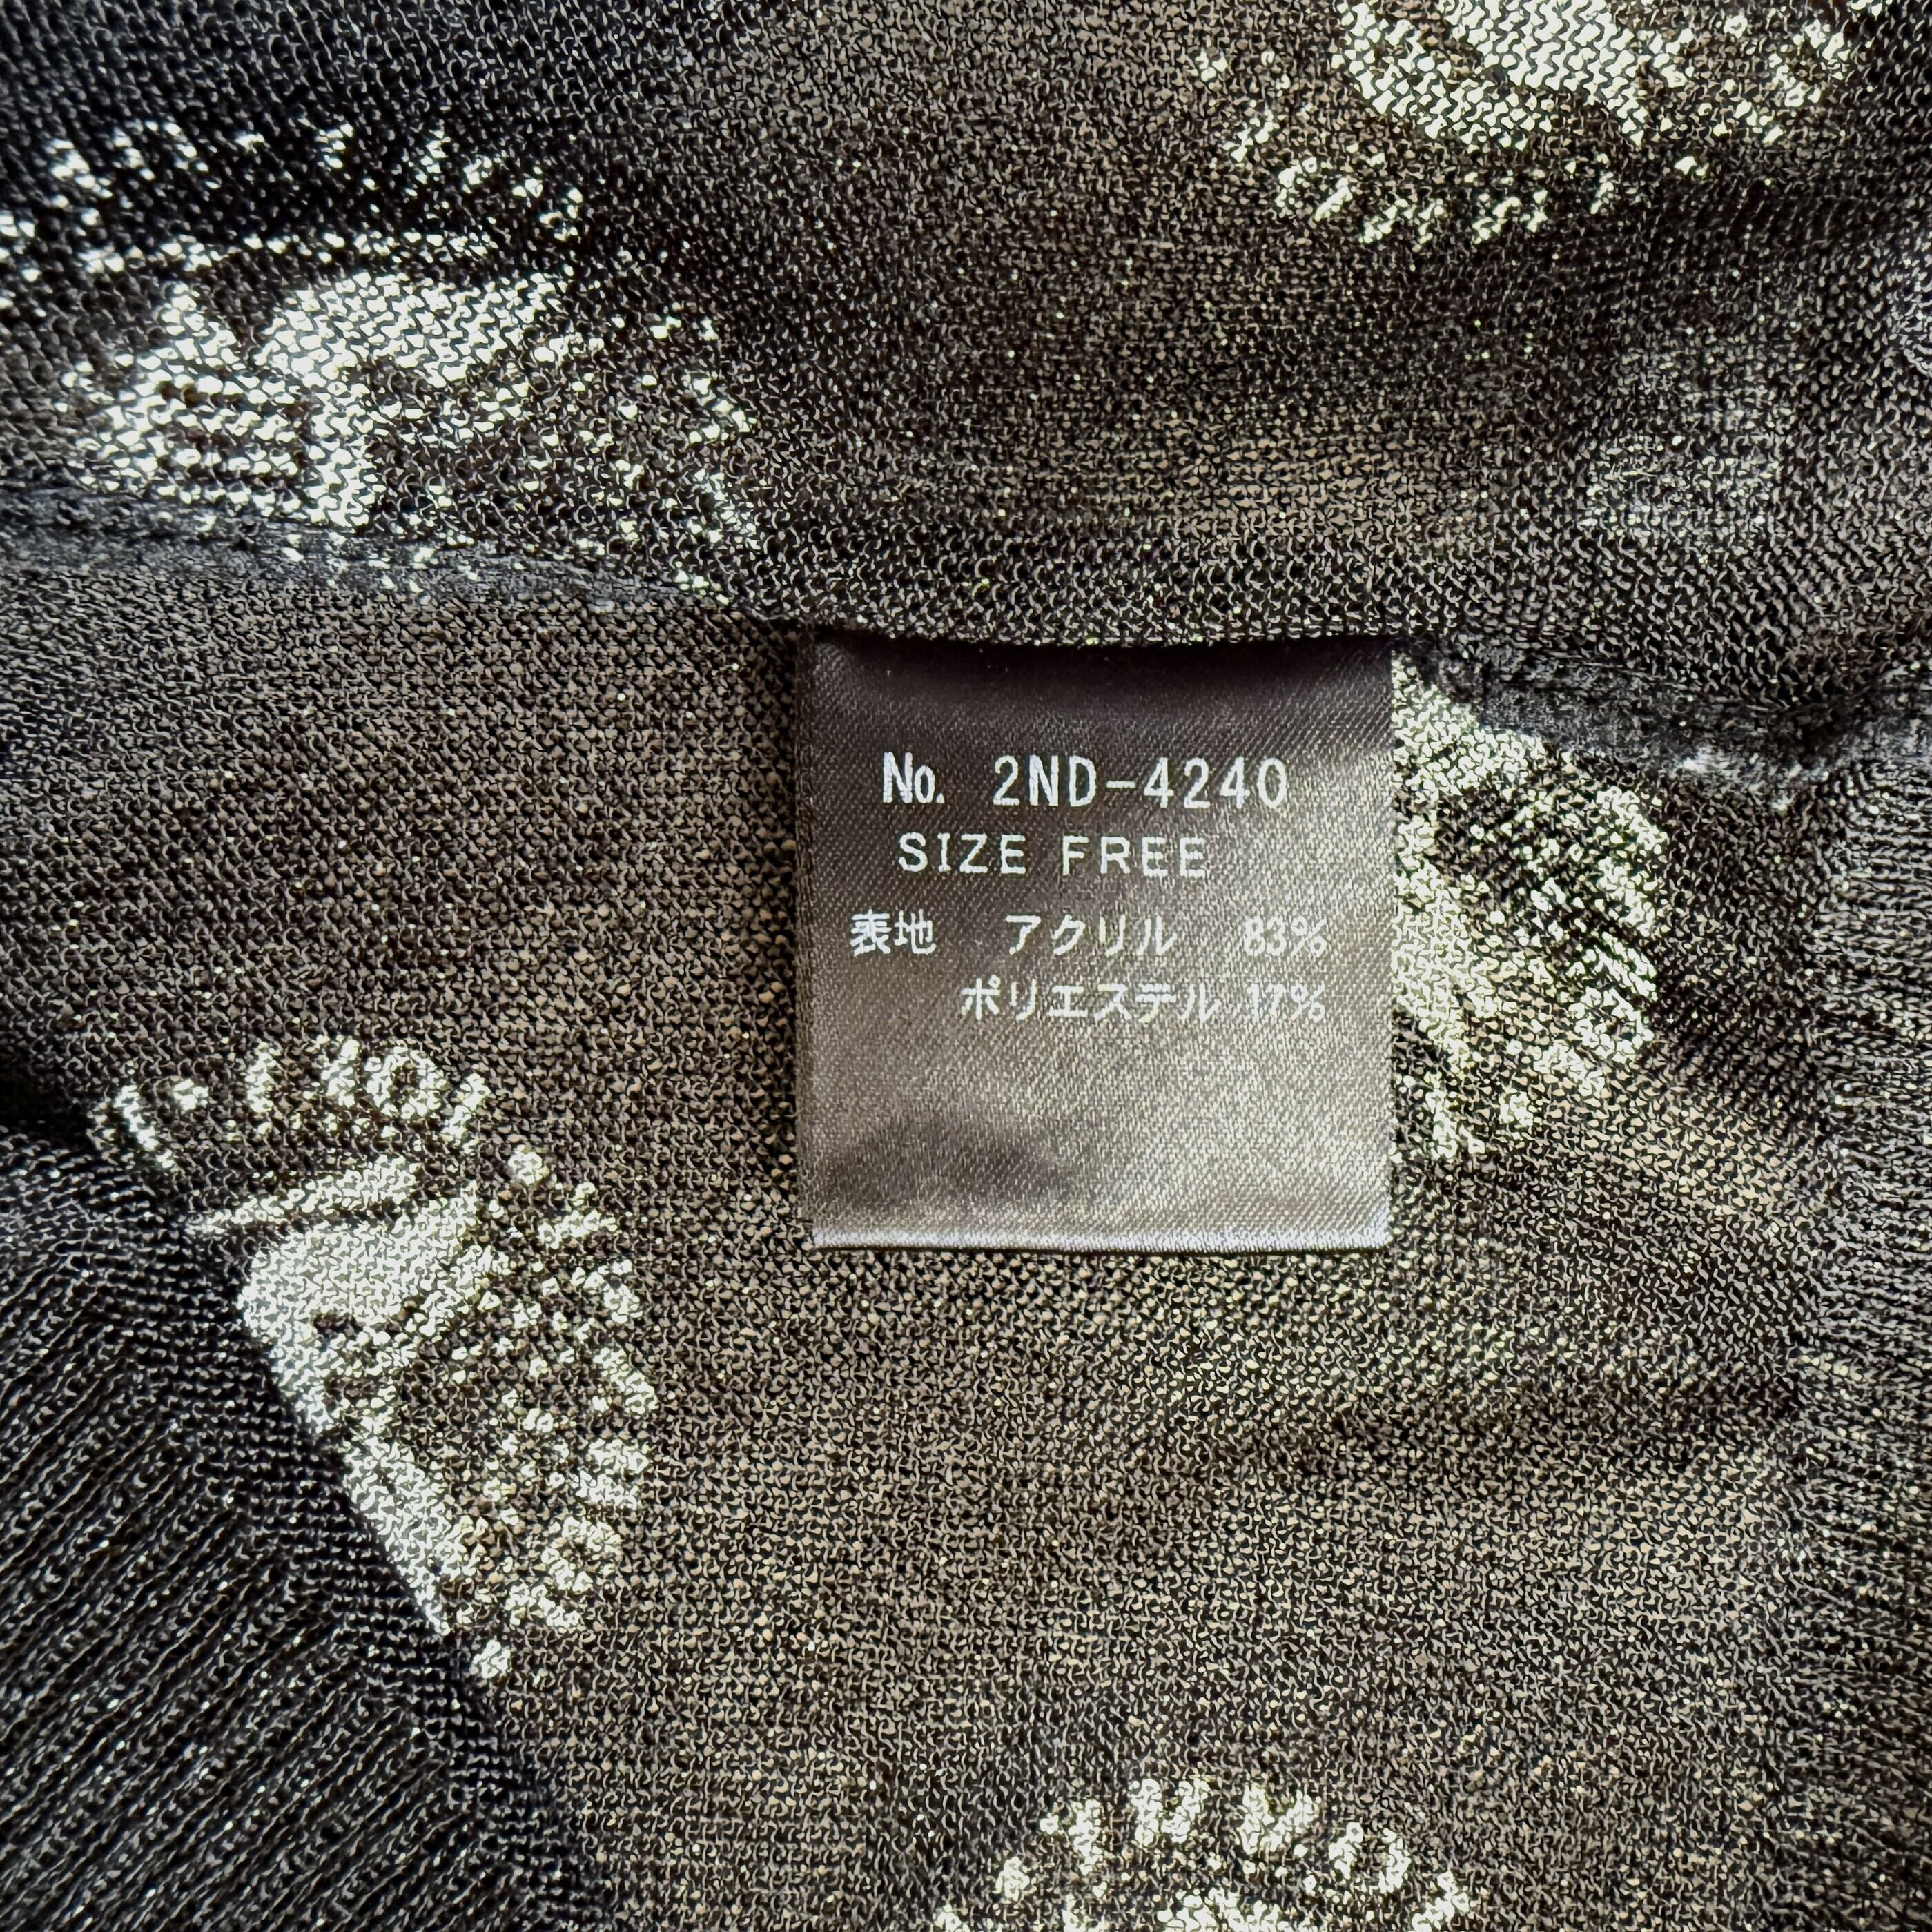 No. 2ND-4240
SIZE FREE
表地 アクリル 83%
ポリエステル 17%